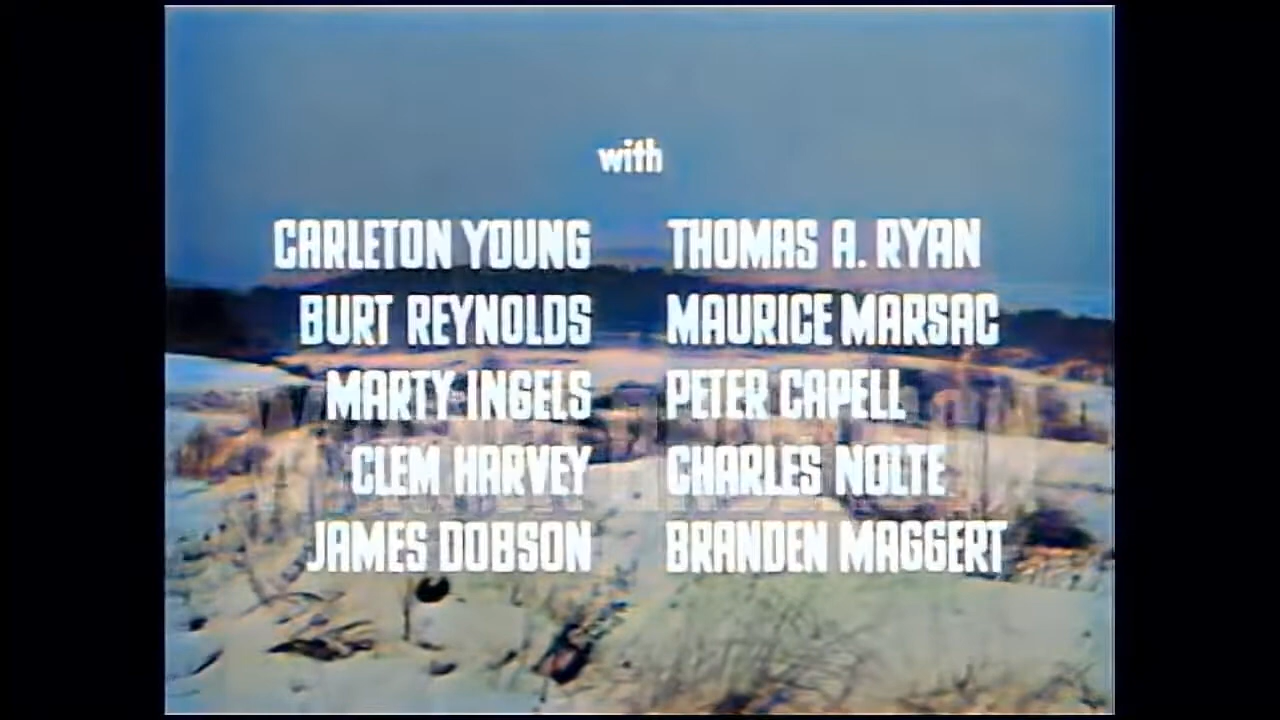 with
CARLETON YOUNG
THOMAS A. RYAN
BURT REYNOLDS
MAURICE MARSAC
MARTY INGELS
PETER CAPELL
CLEM HARVEY
CHARLES NOLTE
JAMES DOBSON
BRANDEN MAGGERT